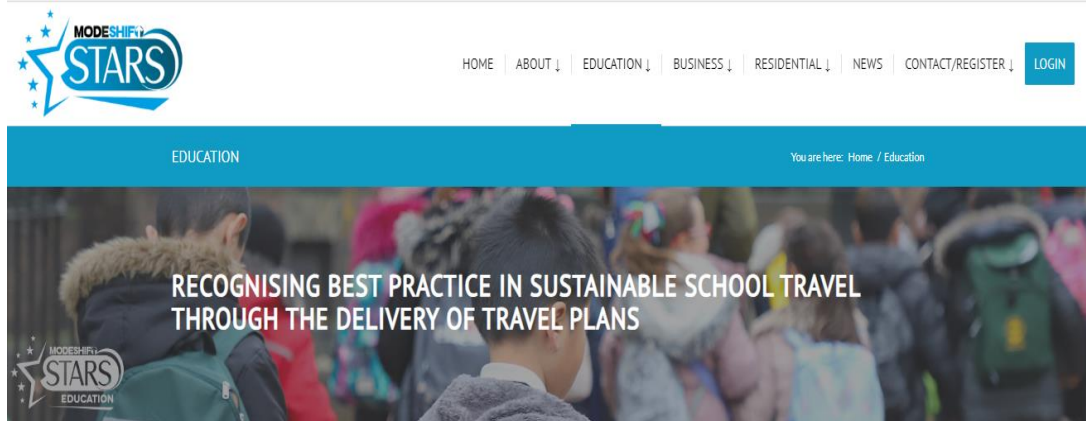 MODESHIFT
STARS
HOME ABOUT ↓ EDUCATION ↓ BUSINESS ↓ RESIDENTIAL ↓ NEWS CONTACT/REGISTER ↓ LOGIN
EDUCATION
You are here: Home / Education
RECOGNISING BEST PRACTICE IN SUSTAINABLE SCHOOL TRAVEL
THROUGH THE DELIVERY OF TRAVEL PLANS
MODESHIFT
STARS
EDUCATION